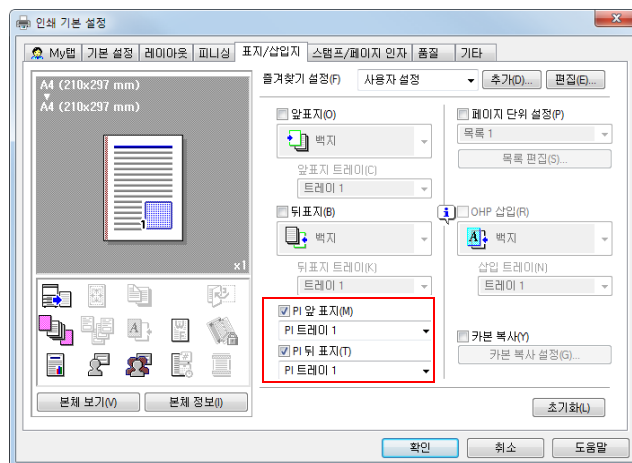 인쇄 기본 설정
My탭 기본 설정 레이아웃 피니싱 표지/삽입지 스탬프/페이지 인자 품질 기타
A4 (210x297 mm)
A4 (210x297 mm)
1
x1
본체 보기(V) 본체 정보(I)
즐겨찾기 설정(F) 사용자 설정 추가(D)... 편집(E)...
앞표지(O)
백지
앞표지 트레이(C)
트레이 1
뒤표지(B)
백지
뒤표지 트레이(K)
트레이 1
PI 앞 표지(M)
PI 트레이 1
PI 뒤 표지(T)
PI 트레이 1
페이지 단위 설정(P)
목록 1
목록 편집(S)...
OHP 삽입(R)
백지
삽입 트레이(N)
트레이 1
카본 복사(Y)
카본 복사 설정(G)...
초기화(L)
확인 취소 도움말